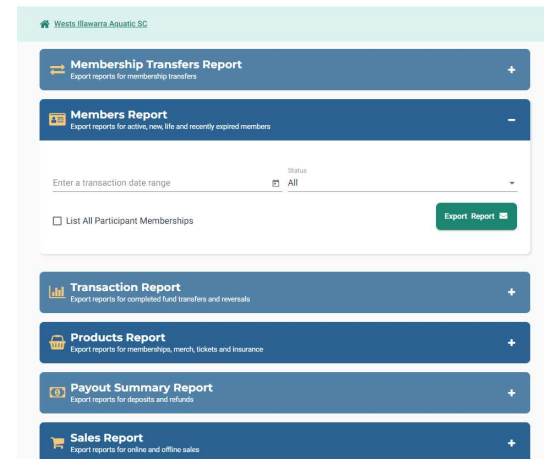 Wests Illawarra Aquatic SC
Membership Transfers Report
Export reports for membership transfers
Members Report
Export reports for active, new, life and recently expired members
Status
Enter a transaction date range
All
List All Participant Memberships
Export Report
Transaction Report
Export reports for completed fund transfers and reversals
Products Report
Export reports for memberships, merch, tickets and insurance
Payout Summary Report
Export reports for deposits and refunds
Sales Report
Export reports for online and offline sales